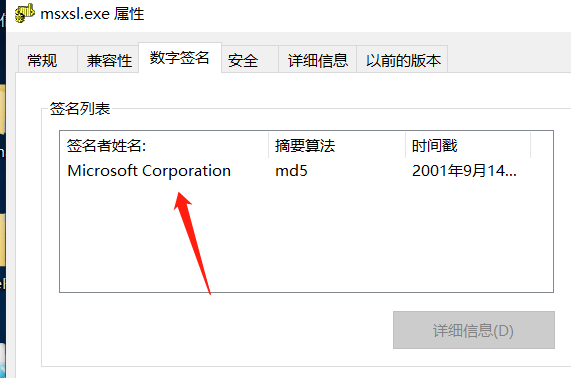 msxsl.exe 属性
常规 兼容性 数字签名 安全 详细信息 以前的版本
签名列表
签名者姓名: 摘要算法 时间戳
Microsoft Corporation md5 2001年9月14...
详细信息(D)